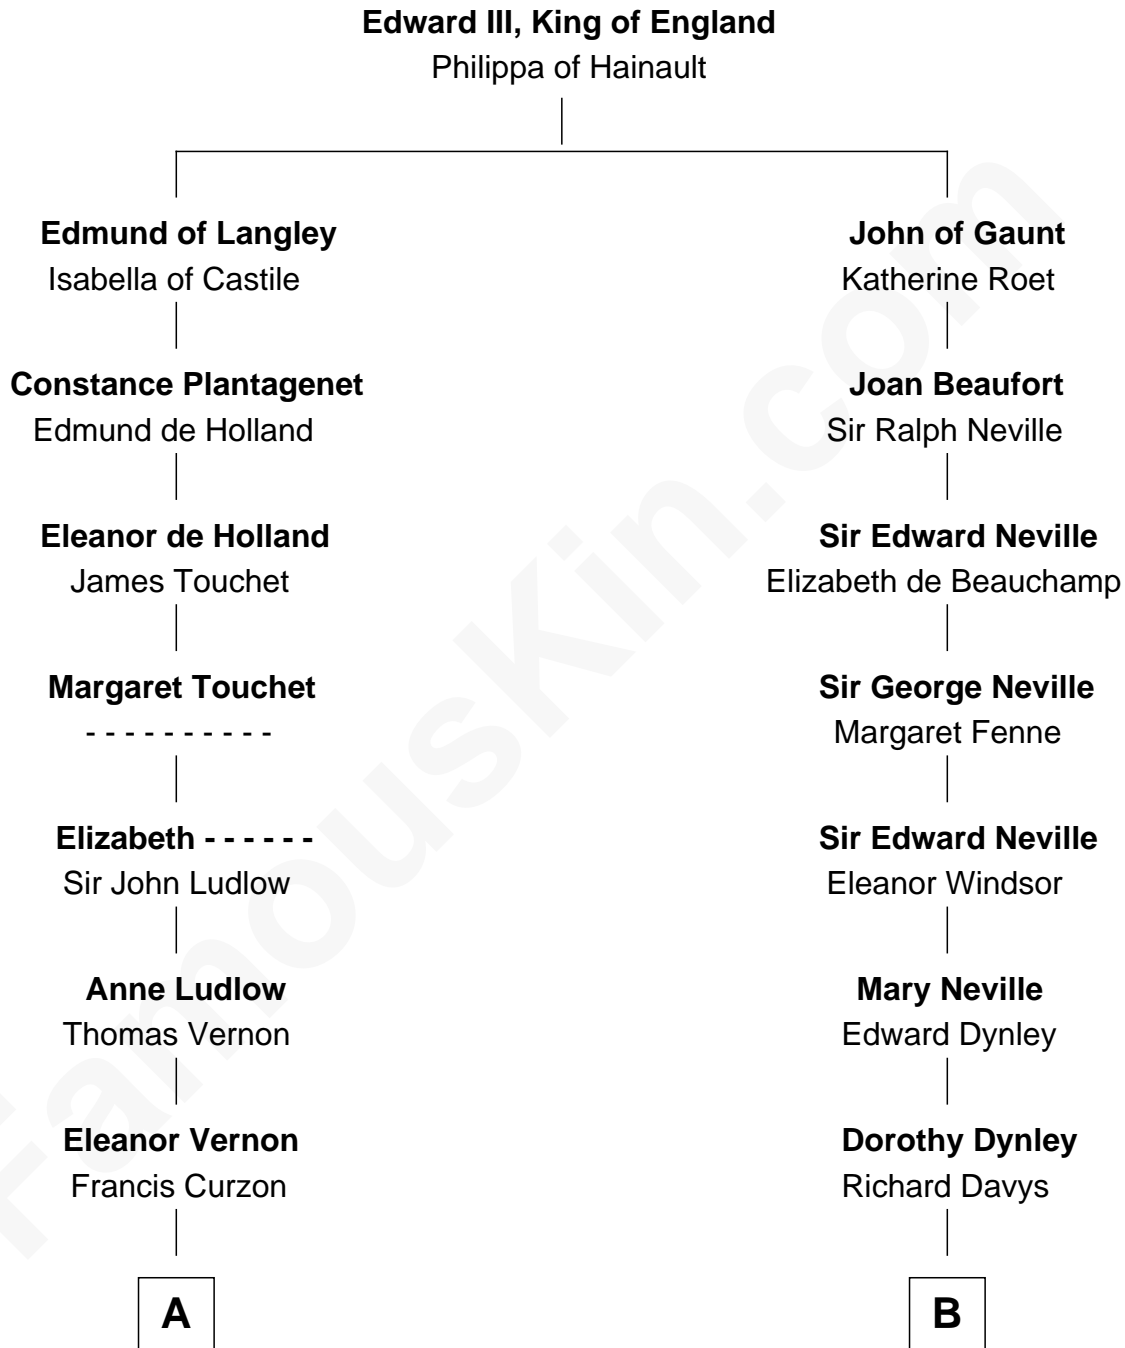 Edward III, King of England
Philippa of Hainault
Edmund of Langley
Isabella of Castile
John of Gaunt
Katherine Roet
Constance Plantagenet
Edmund de Holland
Joan Beaufort
Sir Ralph Neville
Eleanor de Holland
James Touchet
Sir Edward Neville
Elizabeth de Beauchamp
Margaret Touchet
- - - - - - - - - -
Sir George Neville
Margaret Fenne
Elizabeth - - - - - -
Sir John Ludlow
Sir Edward Neville
Eleanor Windsor
Anne Ludlow
Thomas Vernon
Mary Neville
Edward Dynley
Eleanor Vernon
Francis Curzon
Dorothy Dynley
Richard Davys
A
B
FamousKin.com